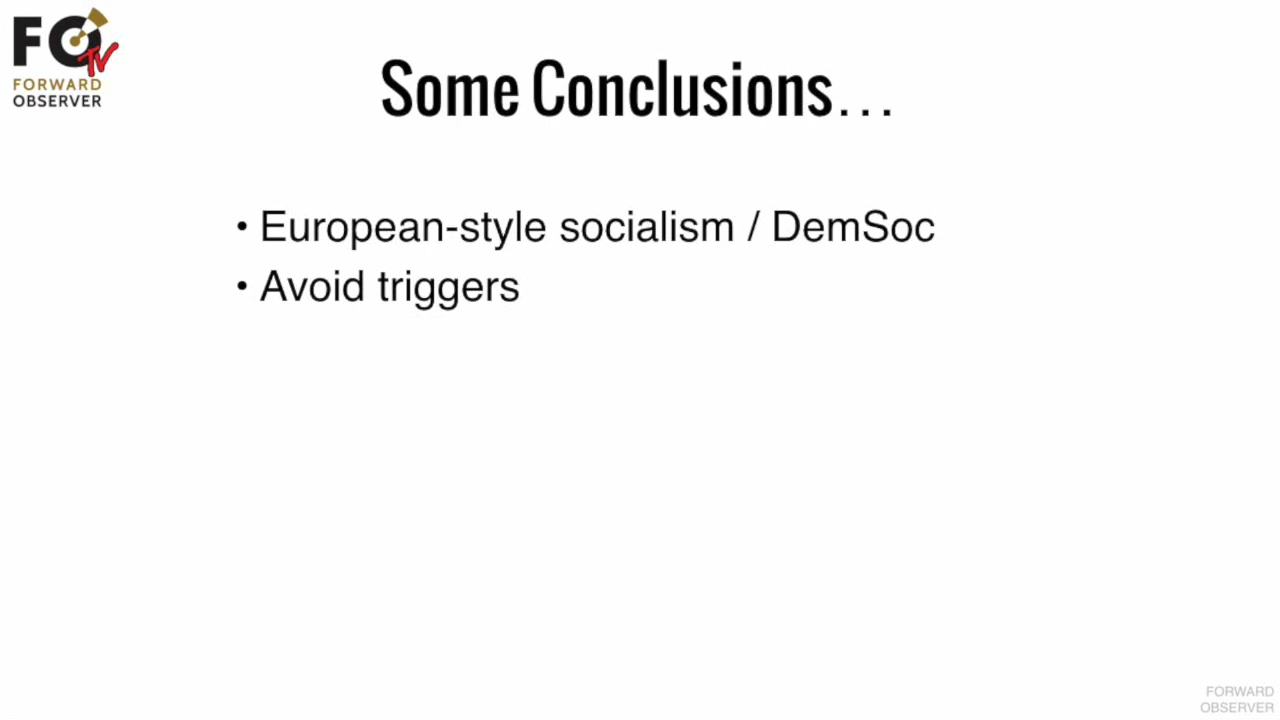 FO TV
FORWARD
OBSERVER
Some Conclusions…
• European-style socialism / DemSoc
• Avoid triggers
FORWARD
OBSERVER